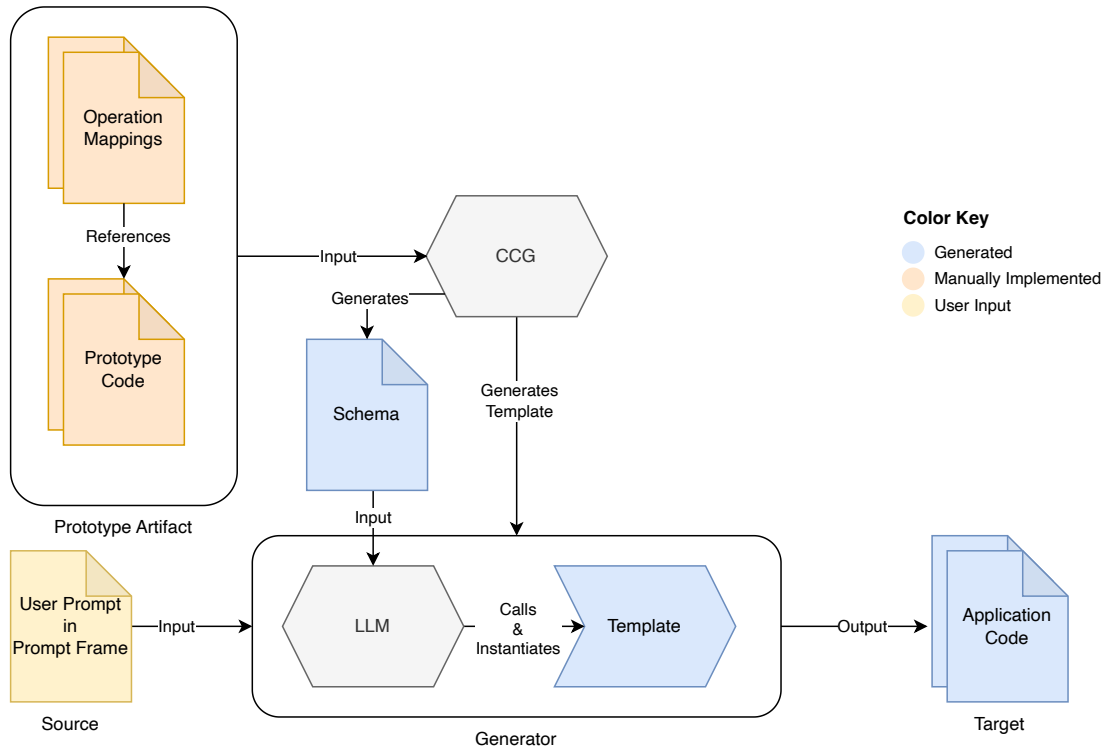 Operation
Mappings
References
Prototype
Code
Prototype Artifact
Input
CCG
Generates
Schema
Generates
Template
Input
Color Key
Generated
Manually Implemented
User Input
User Prompt
in
Prompt Frame
Source
Input
LLM
Calls
&
Instantiates
Template
Generator
Output
Application
Code
Target